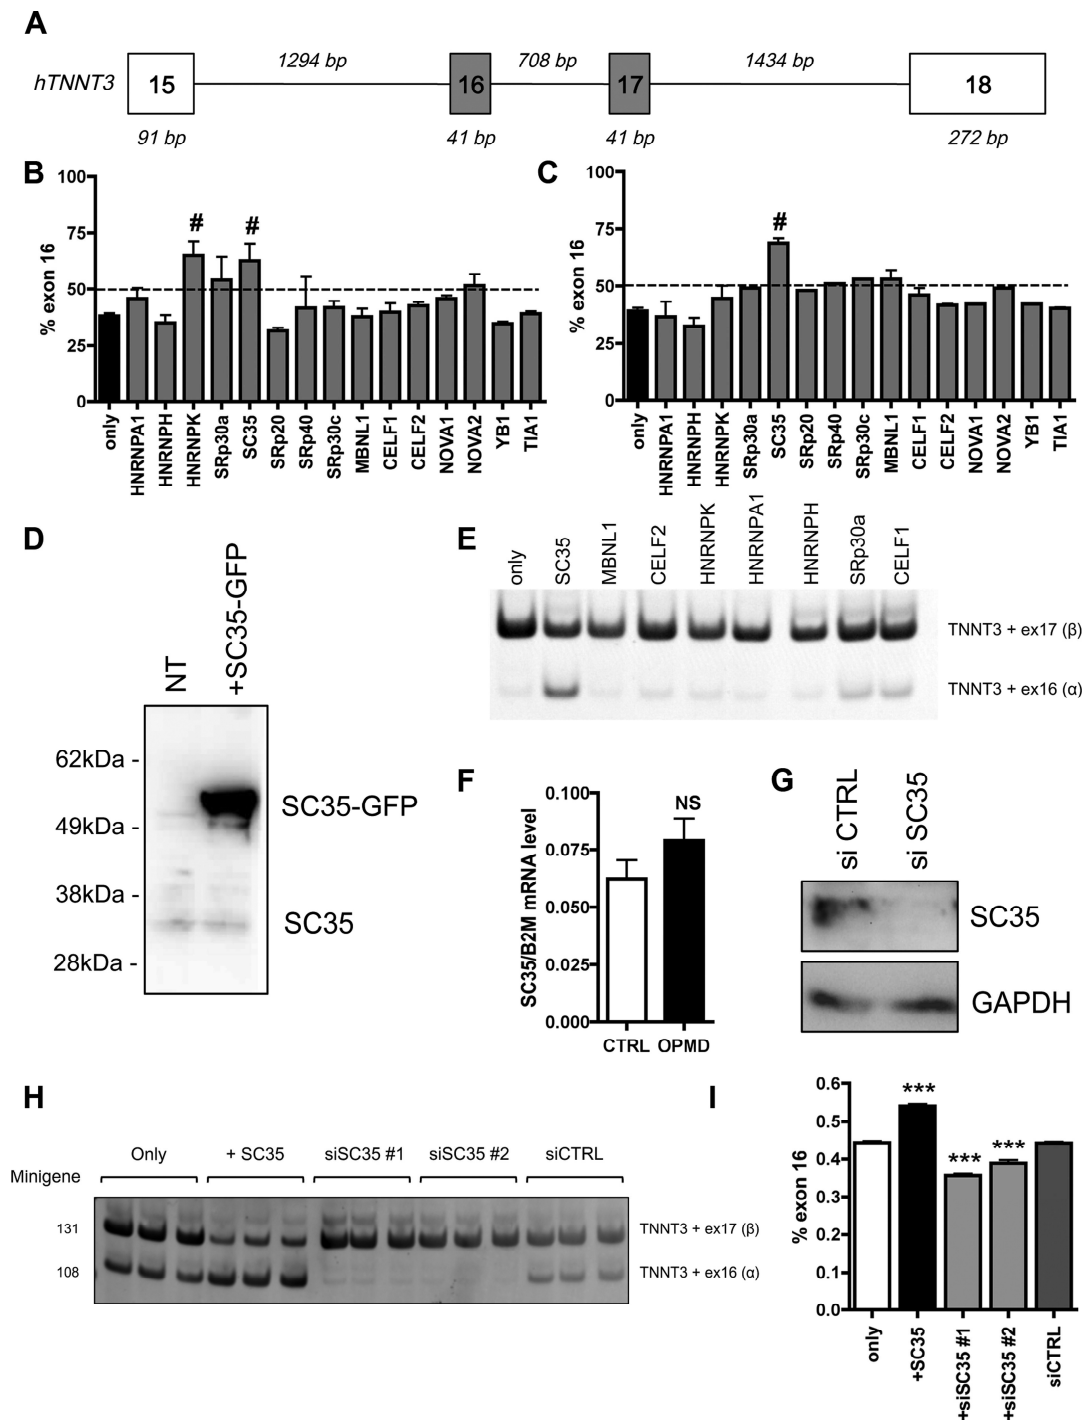 A
1294 bp
708 bp
1434 bp
hTNNT3
15
16
17
18
91 bp
41 bp
41 bp
272 bp
B
% exon 16
100
75
50
25
0
#
#
only
HNRNPA1
HNRNPH
HNRNPK
SRp30a
SC35
SRp20
SRp40
SRp30c
MBNL1
CELF1
CELF2
NOVA1
NOVA2
YB1
TIA1
C
% exon 16
100
75
50
25
0
#
only
HNRNPA1
HNRNPH
HNRNPK
SRp30a
SC35
SRp20
SRp40
SRp30c
MBNL1
CELF1
CELF2
NOVA1
NOVA2
YB1
TIA1
D
NT
+SC35-GFP
62kDa -
49kDa -
38kDa -
28kDa -
SC35-GFP
SC35
E
only
SC35
MBNL1
CELF2
HNRNPK
HNRNPA1
HNRNPH
SRp30a
CELF1
TNNT3 + ex17 (β)
TNNT3 + ex16 (α)
F
SC35/B2M mRNA level
0.100
0.075
0.050
0.025
0.000
NS
CTRL OPMD
G
si CTRL
si SC35
SC35
GAPDH
H
Only
+ SC35
siSC35 #1
siSC35 #2
siCTRL
Minigene
131
108
TNNT3 + ex17 (β)
TNNT3 + ex16 (α)
I
% exon 16
0.6
0.5
0.4
0.3
0.2
0.1
0.0
***
***
***
only
+SC35
+siSC35 #1
+siSC35 #2
siCTRL